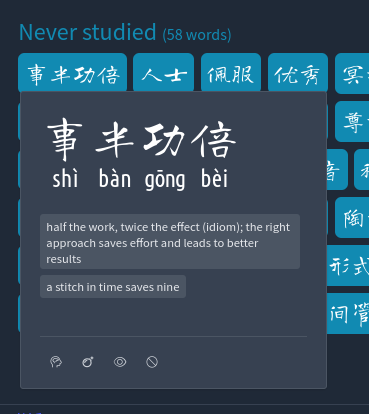 Never studied (58 words)
事半功倍 人士 佩服 优秀 冥
尊
音
陶
形式
间
事半功倍
shì bàn gōng bèi
half the work, twice the effect (idiom); the right
approach saves effort and leads to better
results
a stitch in time saves nine